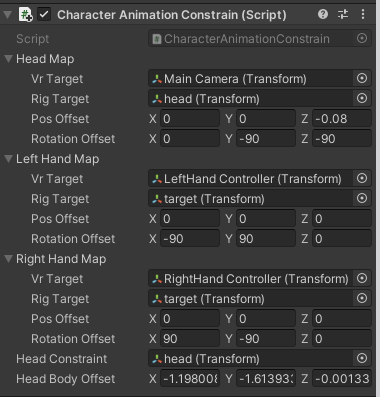 Character Animation Constrain (Script)
Script CharacterAnimationConstrain
Head Map
Vr Target Main Camera (Transform)
Rig Target head (Transform)
Pos Offset X 0 Y 0 Z -0.08
Rotation Offset X 0 Y -90 Z -90
Left Hand Map
Vr Target LeftHand Controller (Transform)
Rig Target target (Transform)
Pos Offset X 0 Y 0 Z 0
Rotation Offset X -90 Y 90 Z 0
Right Hand Map
Vr Target RightHand Controller (Transform)
Rig Target target (Transform)
Pos Offset X 0 Y 0 Z 0
Rotation Offset X 90 Y -90 Z 0
Head Constraint head (Transform)
Head Body Offset X -1.198008 Y -1.613933 Z -0.00133